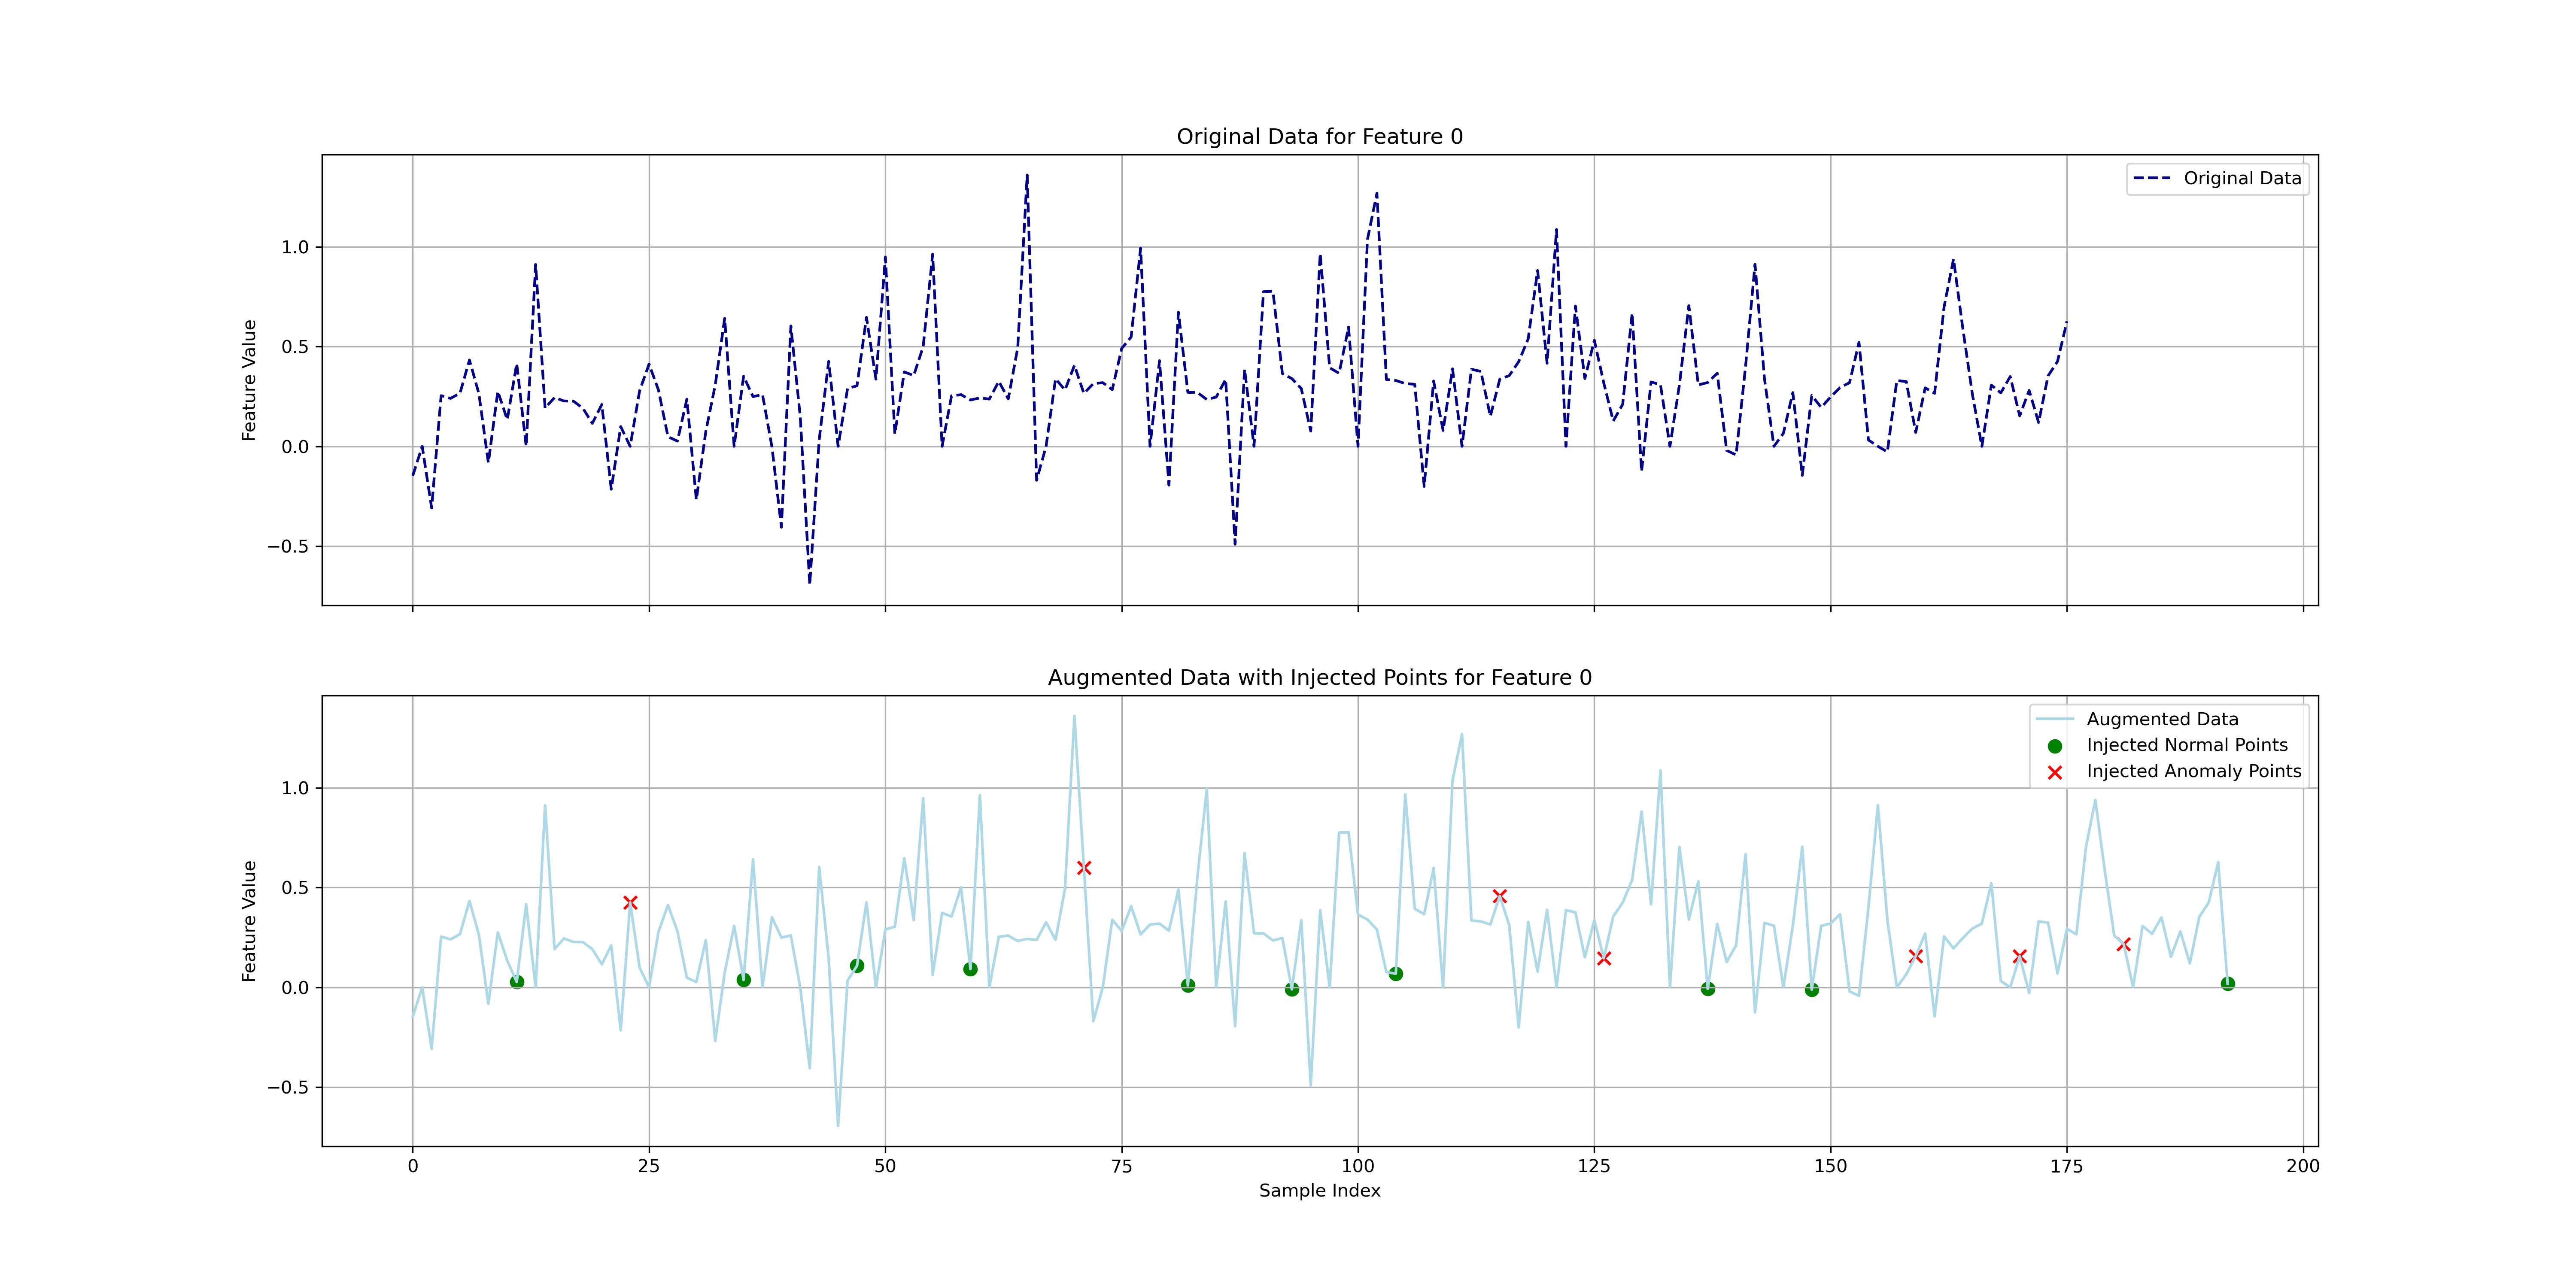 Original Data for Feature 0
Original Data
Feature Value
1.0
0.5
0.0
−0.5
Augmented Data with Injected Points for Feature 0
Augmented Data
Injected Normal Points
Injected Anomaly Points
Feature Value
1.0
0.5
0.0
−0.5
0 25 50 75 100 125 150 175 200
Sample Index